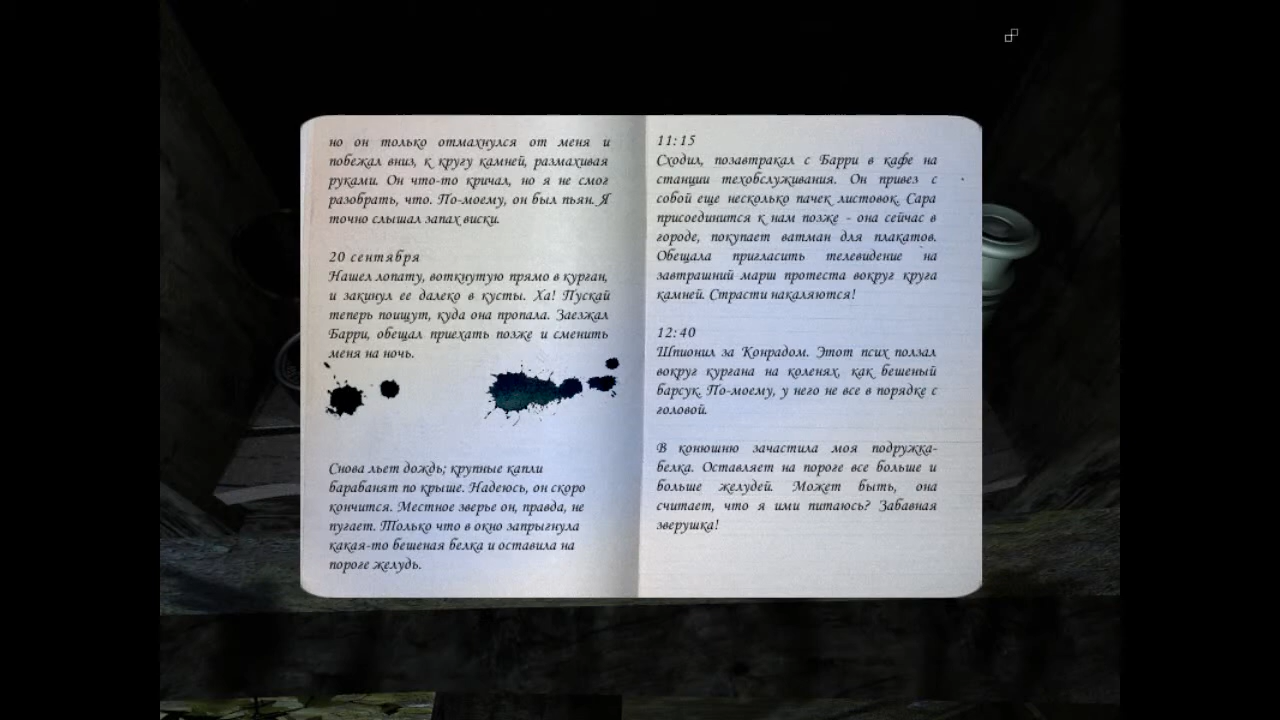 но он только отмахнулся от меня и
побежал вниз, к кругу камней, размахивая
руками. Он что-то кричал, но я не смог
разобрать, что. По-моему, он был пьян. Я
точно слышал запах виски.
20 сентября
Нашел лопату, воткнутую прямо в курган,
и закинул ее далеко в кусты. Ха! Пускай
теперь поищут, куда она пропала. Заезжал
Барри, обещал приехать позже и сменить
меня на ночь.
Снова льет дождь; крупные капли
барабанят по крыше. Надеюсь, он скоро
кончится. Местное зверье он, правда, не
пугает. Только что в окно запрыгнула
какая-то бешеная белка и оставила на
пороге желудь.
11:15
Сходил, позавтракал с Барри в кафе на
станции техобслуживания. Он привез с
собой еще несколько пачек листовок. Сара
присоединится к нам позже - она сейчас в
городе, покупает ватман для плакатов.
Обещала пригласить телевидение на
завтрашний марш протеста вокруг круга
камней. Страсти накаляются!
12:40
Шпионил за Конрадом. Этот псих ползал
вокруг кургана на коленях, как бешеный
барсук. По-моему, у него не все в порядке с
головой.
В конюшню зачастила моя подружка-
белка. Оставляет на пороге все больше и
больше желудей. Может быть, она
считает, что я ими питаюсь? Забавная
зверушка!